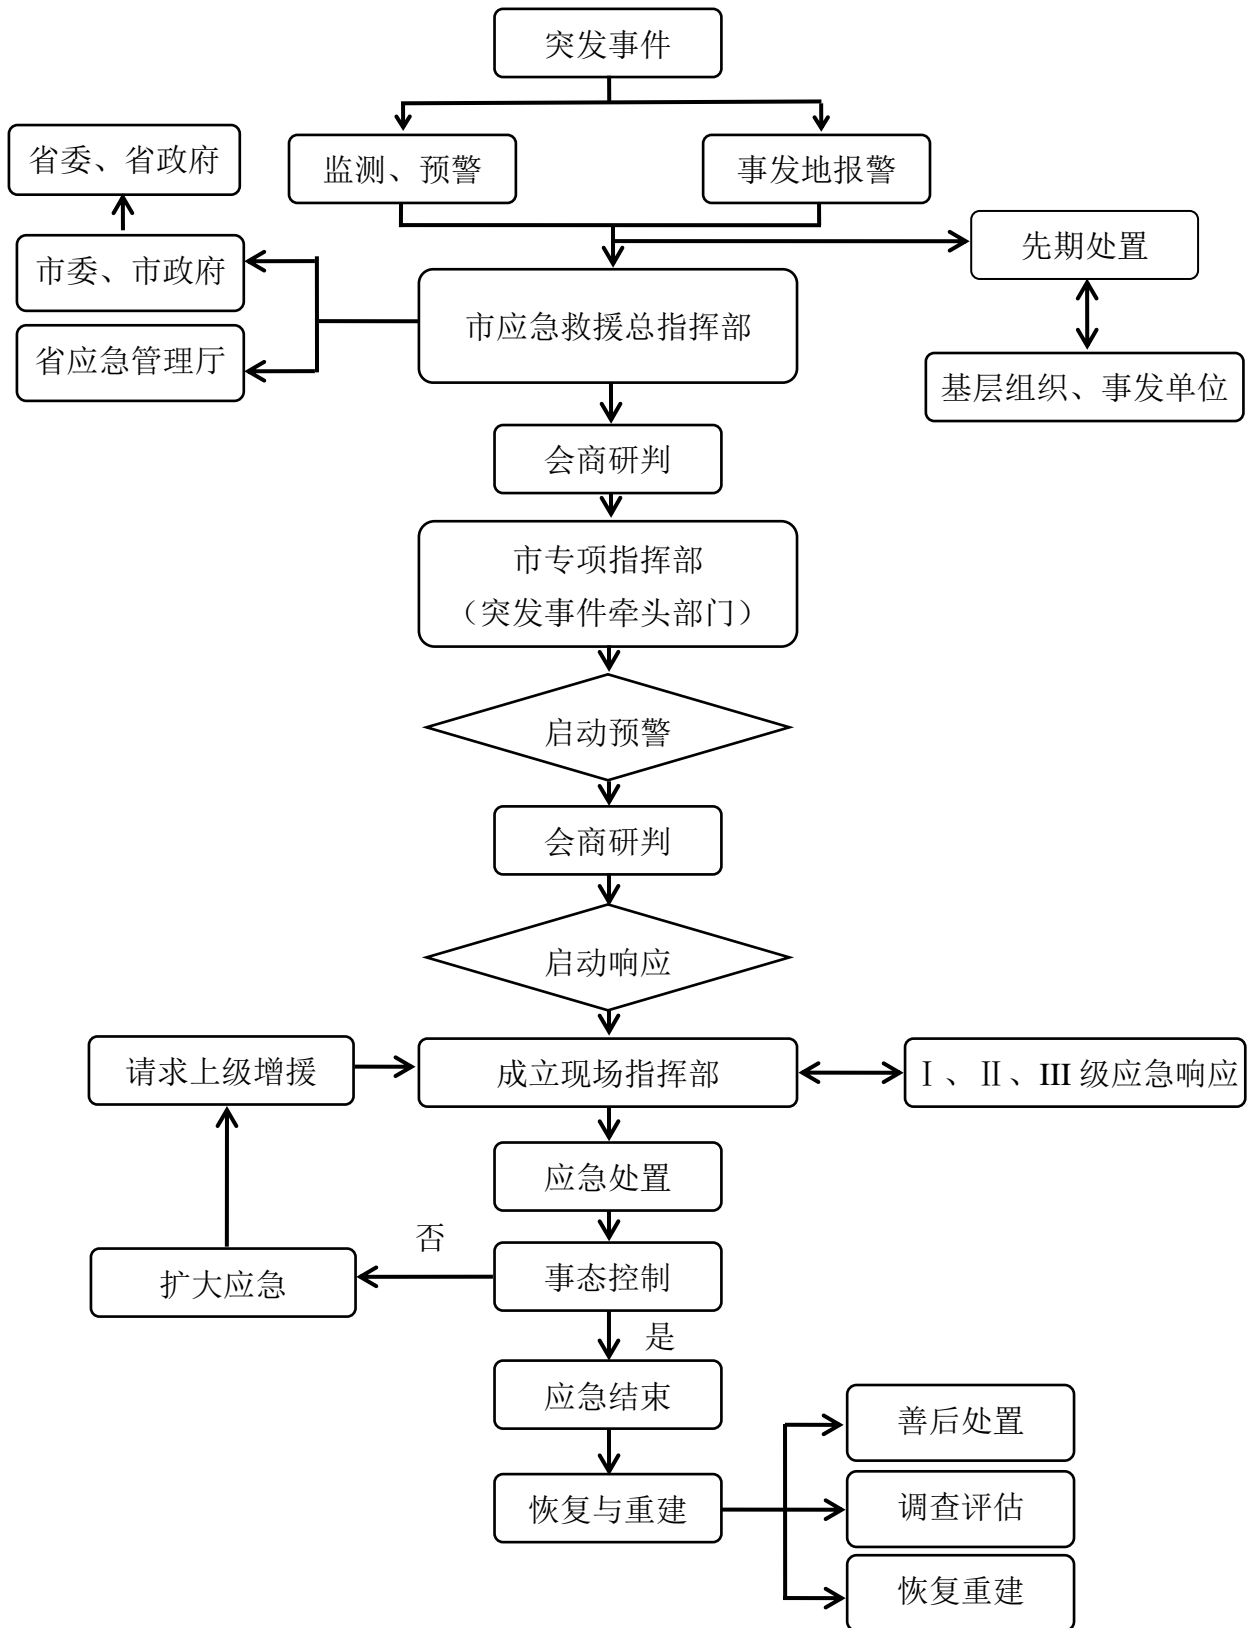 突发事件
监测、预警
事发地报警
省委、省政府
市委、市政府
省应急管理厅
先期处置
基层组织、事发单位
市应急救援总指挥部
会商研判
市专项指挥部
（突发事件牵头部门）
启动预警
会商研判
启动响应
请求上级增援
成立现场指挥部
Ⅰ、Ⅱ、III 级应急响应
应急处置
否
扩大应急
事态控制
是
应急结束
恢复与重建
善后处置
调查评估
恢复重建